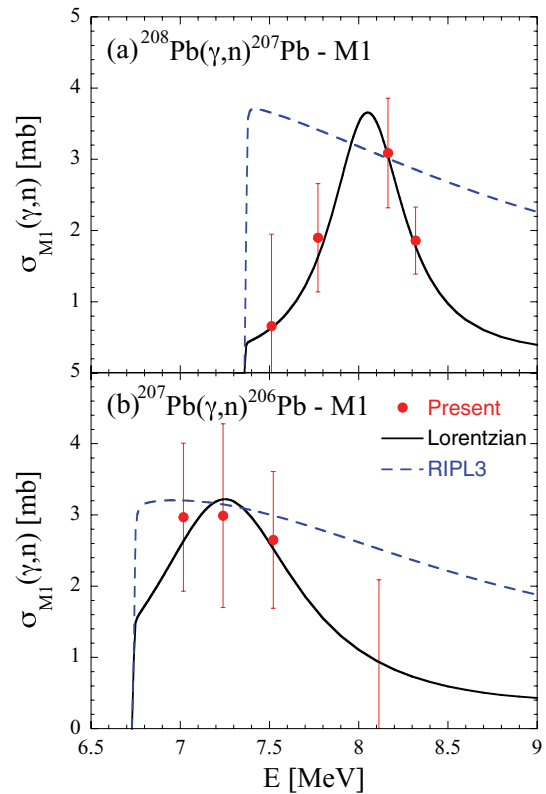 5
(a)²⁰⁸Pb(γ,n)²⁰⁷Pb - M1
4
3
2
1
σM1(γ,n) [mb]
5
(b)²⁰⁷Pb(γ,n)²⁰⁶Pb - M1
Present
Lorentzian
RIPL3
4
3
2
1
0
σM1(γ,n) [mb]
6.5 7 7.5 8 8.5 9
E [MeV]